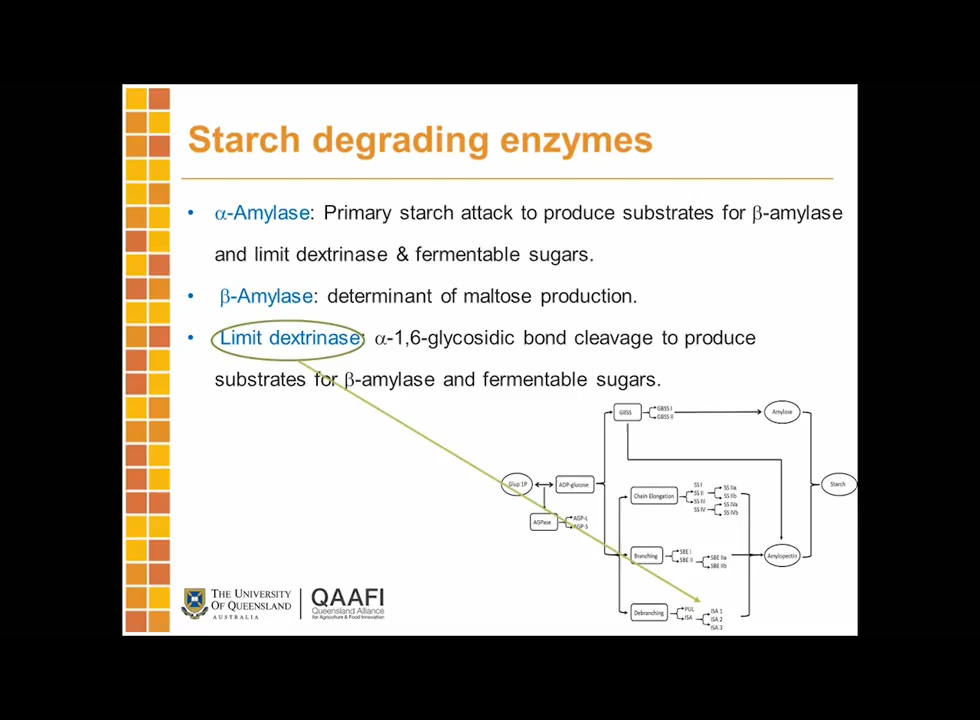 Starch degrading enzymes
• α-Amylase: Primary starch attack to produce substrates for β-amylase
and limit dextrinase & fermentable sugars.
• β-Amylase: determinant of maltose production.
• Limit dextrinase: α-1,6-glycosidic bond cleavage to produce
substrates for β-amylase and fermentable sugars.
GBSS
GBSS I
GBSS II
Amylose
Glup 1P
ADP-glucose
Starch
AGPase
AGP-L
AGP-S
Chain Elongation
SS I
SS II
SS III
SS IV
SS IIa
SS IIb
SS IVa
SS IVb
Branching
SBE I
SBE II
SBE IIa
SBE IIb
Amylopectin
Debranching
PUL
ISA
ISA 1
ISA 2
ISA 3
THE UNIVERSITY
OF QUEENSLAND
AUSTRALIA
QAAFI
Queensland Alliance
for Agriculture & Food Innovation